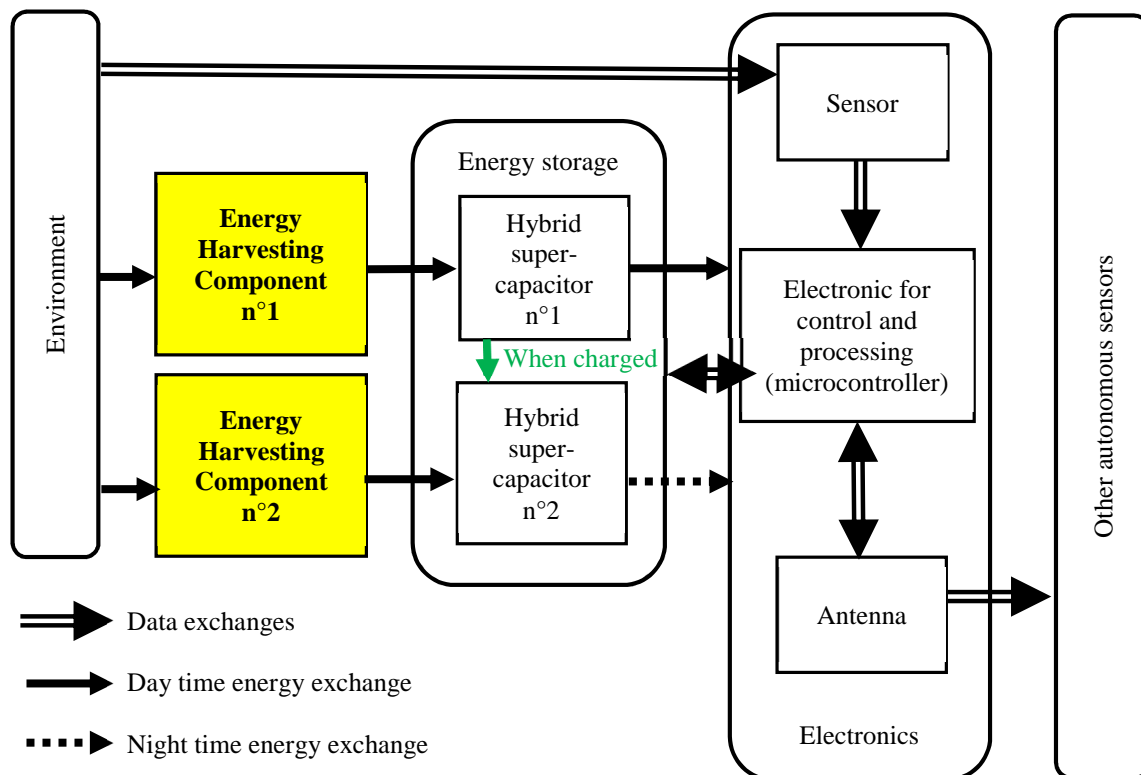 Environment
Energy
Harvesting
Component
n°1
Energy
Harvesting
Component
n°2
Energy storage
Hybrid
super-
capacitor
n°1
When charged
Hybrid
super-
capacitor
n°2
Sensor
Electronic for
control and
processing
(microcontroller)
Antenna
Electronics
Other autonomous sensors
Data exchanges
Day time energy exchange
Night time energy exchange